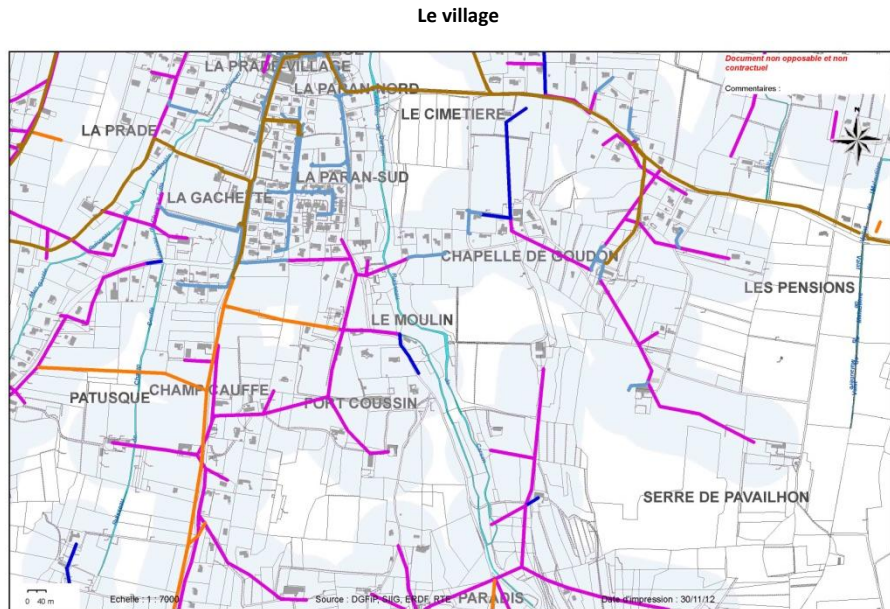 Le village
Document non opposable et non
contractuel
Commentaires :
LA PRADE-VILLAGE
LA PARAN-NORD
LE CIMETIERE
LA PRADE
LA PARAN-SUD
LA GACHETTE
CHAPELLE DE GOUDON
LES PENSIONS
LE MOULIN
PATUSQUE
CHAMP CAUFFE
FONT COUSSIN
SERRE DE PAVAILHON
PARADIS
0 40 m
Echelle : 1 : 7000
Source : DGFIP, SIIG, ERDF, RTE
Date d'impression : 30/11/12